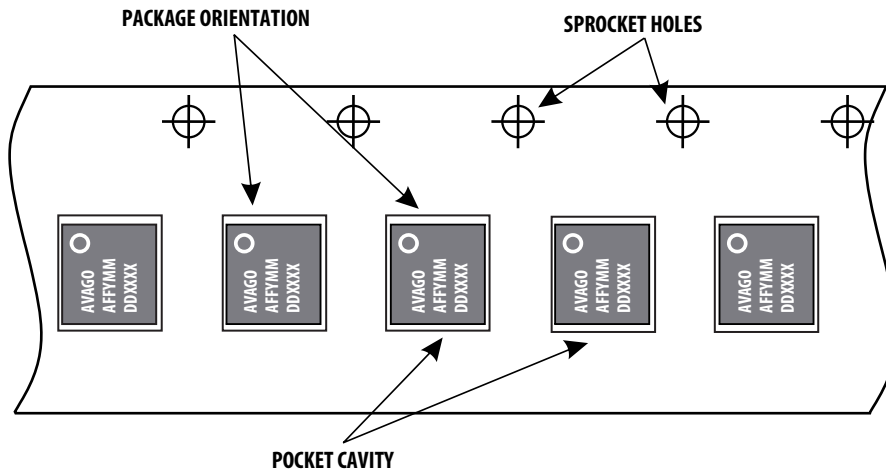 PACKAGE ORIENTATION
SPROCKET HOLES
AVAGO
AFFYMM
DDXXXX
AVAGO
AFFYMM
DDXXXX
AVAGO
AFFYMM
DDXXXX
AVAGO
AFFYMM
DDXXXX
AVAGO
AFFYMM
DDXXXX
POCKET CAVITY